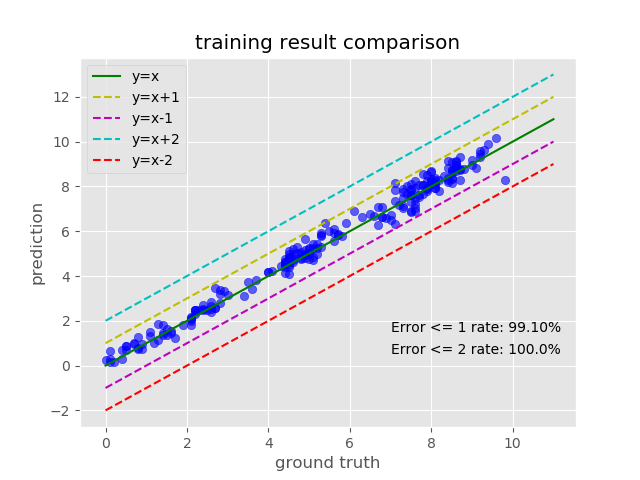 training result comparison
y=x
y=x+1
y=x-1
y=x+2
y=x-2
12
10
8
6
4
2
0
−2
prediction
Error <= 1 rate: 99.10%
Error <= 2 rate: 100.0%
0 2 4 6 8 10
ground truth